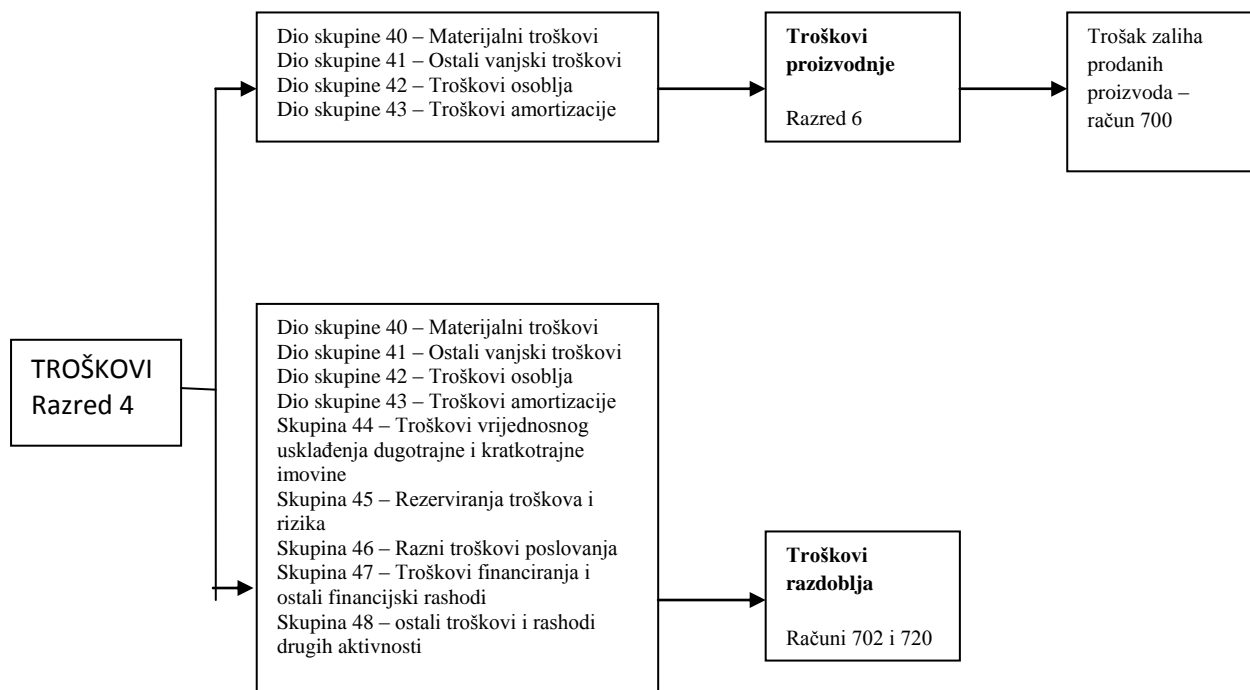 Dio skupine 40 – Materijalni troškovi
Dio skupine 41 – Ostali vanjski troškovi
Dio skupine 42 – Troškovi osoblja
Dio skupine 43 – Troškovi amortizacije
Troškovi
proizvodnje
Razred 6
Trošak zaliha
prodanih
proizvoda –
račun 700
TROŠKOVI
Razred 4
Dio skupine 40 – Materijalni troškovi
Dio skupine 41 – Ostali vanjski troškovi
Dio skupine 42 – Troškovi osoblja
Dio skupine 43 – Troškovi amortizacije
Skupina 44 – Troškovi vrijednosnog
usklađenja dugotrajne i kratkotrajne
imovine
Skupina 45 – Rezerviranja troškova i
rizika
Skupina 46 – Razni troškovi poslovanja
Skupina 47 – Troškovi financiranja i
ostali financijski rashodi
Skupina 48 – ostali troškovi i rashodi
drugih aktivnosti
Troškovi
razdoblja
Računi 702 i 720